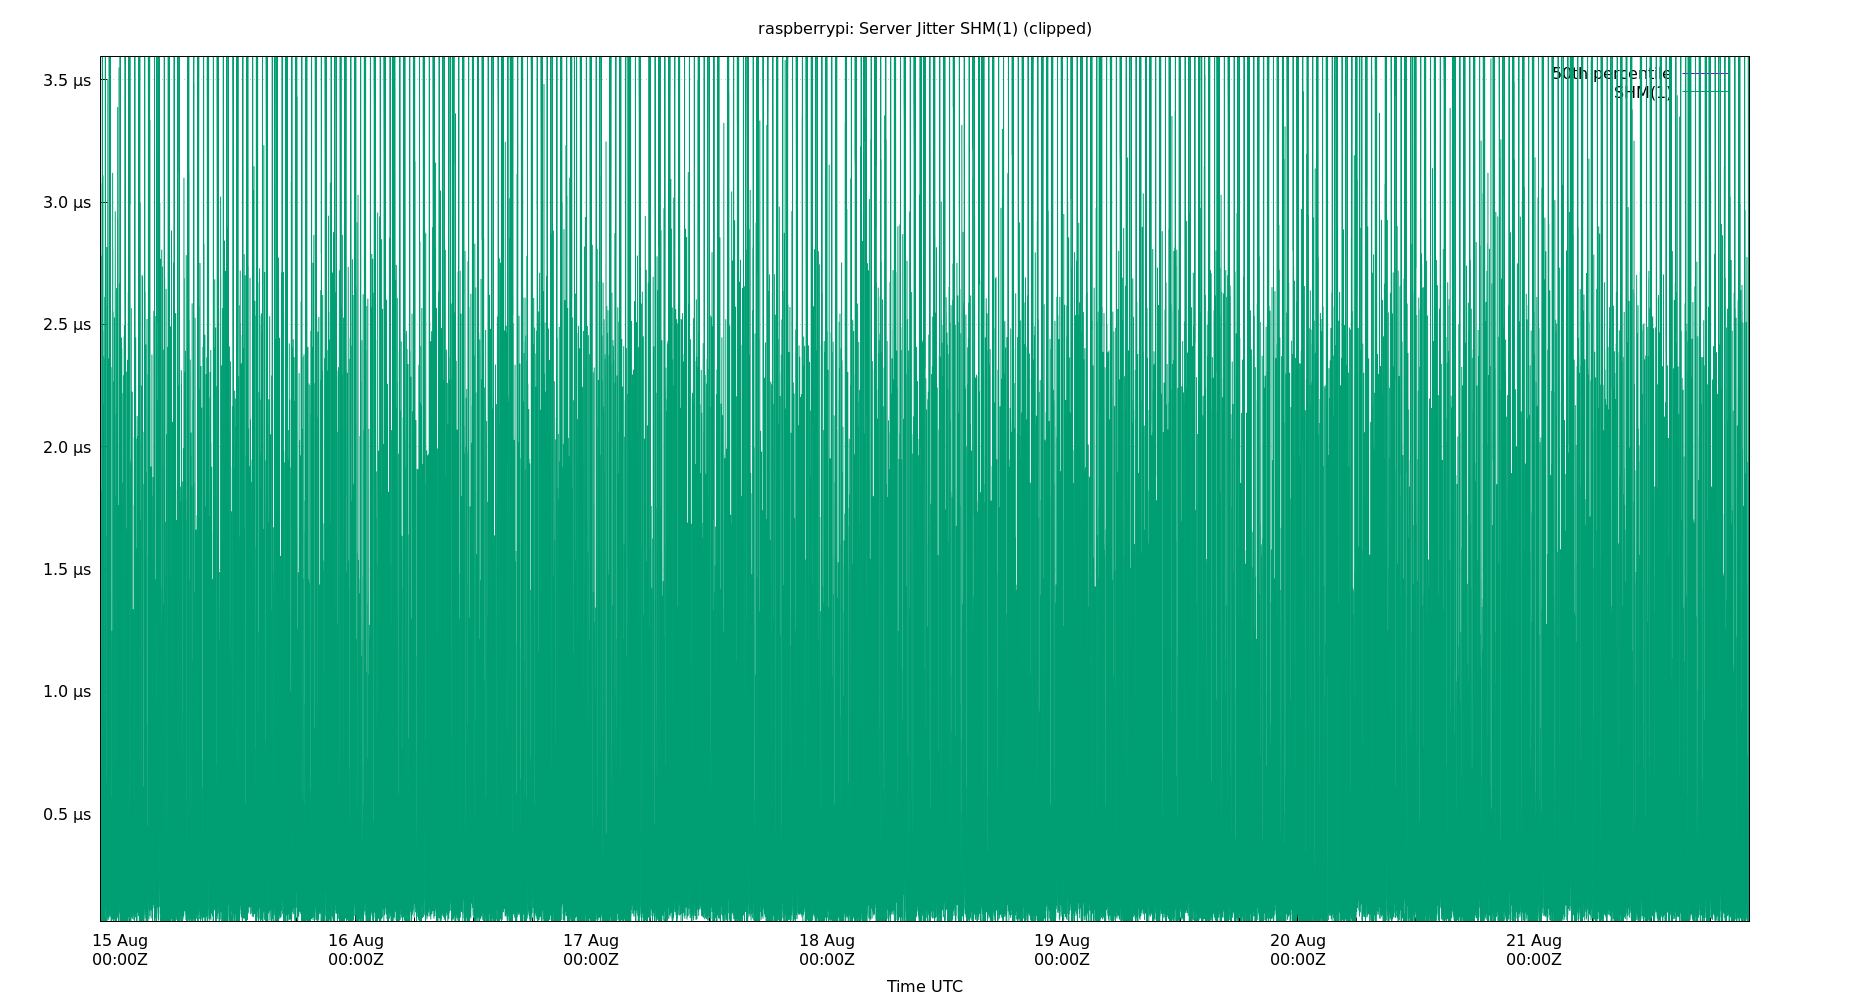 raspberrypi: Server Jitter SHM(1) (clipped)
50th percentile
SHM(1)
3.5 µs
3.0 µs
2.5 µs
2.0 µs
1.5 µs
1.0 µs
0.5 µs
15 Aug 16 Aug 17 Aug 18 Aug 19 Aug 20 Aug 21 Aug
00:00Z 00:00Z 00:00Z 00:00Z 00:00Z 00:00Z 00:00Z
Time UTC